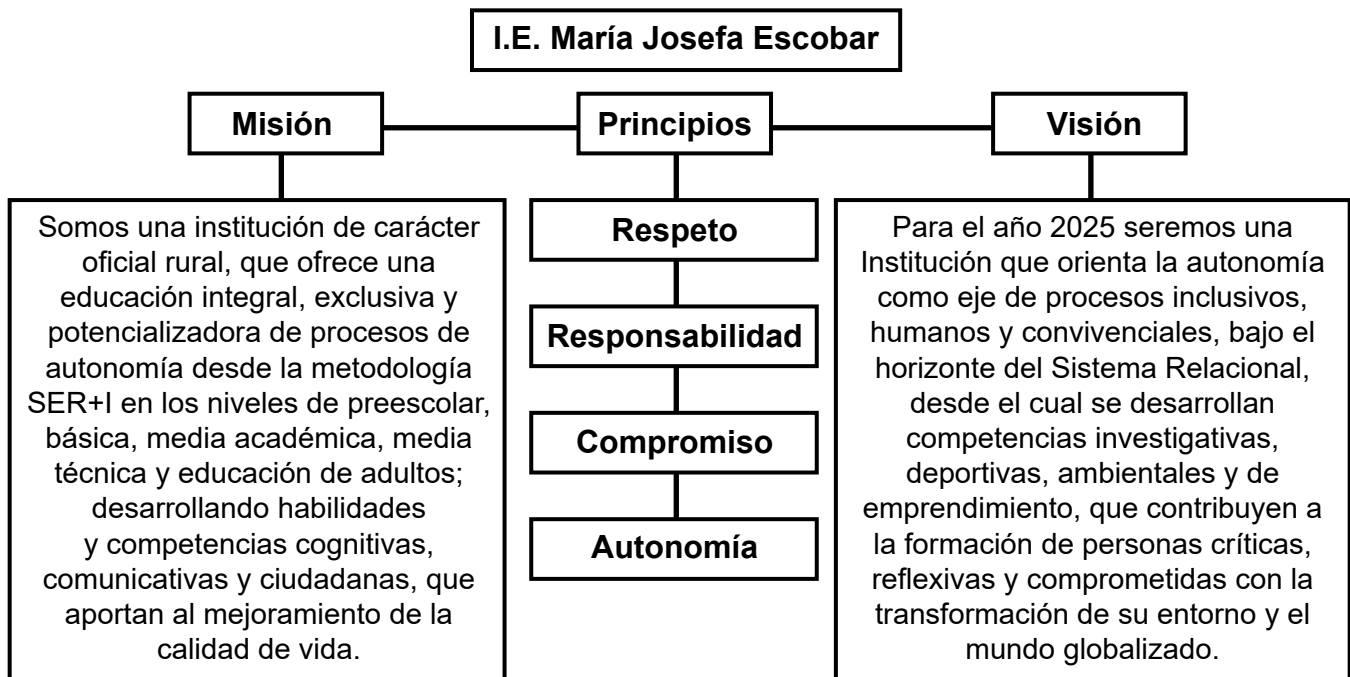 I.E. María Josefa Escobar
Misión
Principios
Visión
Somos una institución de carácter
oficial rural, que ofrece una
educación integral, exclusiva y
potencializadora de procesos de
autonomía desde la metodología
SER+I en los niveles de preescolar,
básica, media académica, media
técnica y educación de adultos;
desarrollando habilidades
y competencias cognitivas,
comunicativas y ciudadanas, que
aportan al mejoramiento de la
calidad de vida.
Respeto
Responsabilidad
Compromiso
Autonomía
Para el año 2025 seremos una
Institución que orienta la autonomía
como eje de procesos inclusivos,
humanos y convivenciales, bajo el
horizonte del Sistema Relacional,
desde el cual se desarrollan
competencias investigativas,
deportivas, ambientales y de
emprendimiento, que contribuyen a
la formación de personas críticas,
reflexivas y comprometidas con la
transformación de su entorno y el
mundo globalizado.